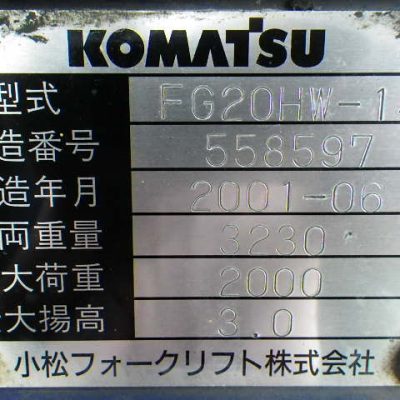 KOMATSU
型式 FG20HW-1
造番号 558597
造年月 2001-06
両重量 3230
大荷重 2000
大揚高 3.0
小松フォークリフト株式会社